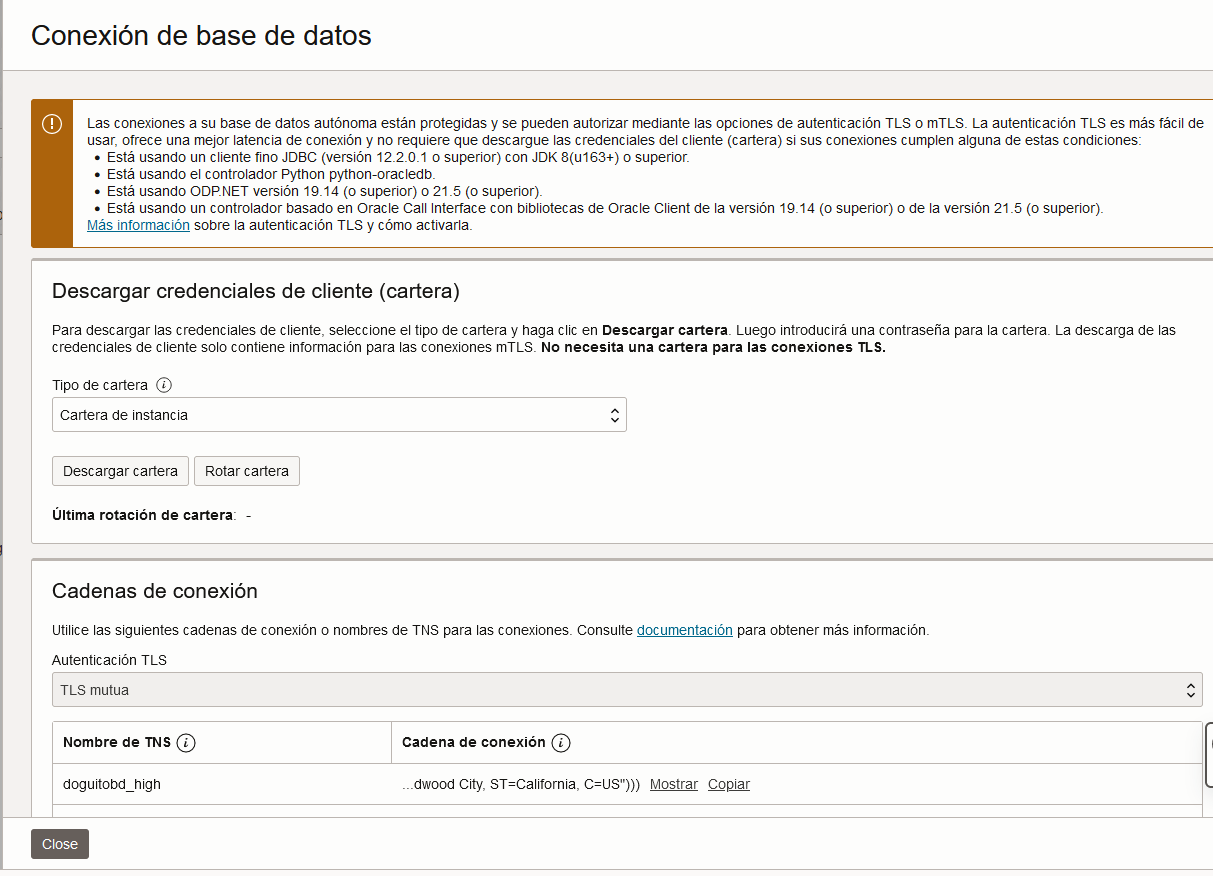 Conexión de base de datos
Las conexiones a su base de datos autónoma están protegidas y se pueden autorizar mediante las opciones de autenticación TLS o mTLS. La autenticación TLS es más fácil de
usar, ofrece una mejor latencia de conexión y no requiere que descargue las credenciales del cliente (cartera) si sus conexiones cumplen alguna de estas condiciones:
• Está usando un cliente fino JDBC (versión 12.2.0.1 o superior) con JDK 8(u163+) o superior.
• Está usando el controlador Python python-oracledb.
• Está usando ODP.NET versión 19.14 (o superior) o 21.5 (o superior).
• Está usando un controlador basado en Oracle Call Interface con bibliotecas de Oracle Client de la versión 19.14 (o superior) o de la versión 21.5 (o superior).
Más información sobre la autenticación TLS y cómo activarla.
Descargar credenciales de cliente (cartera)
Para descargar las credenciales de cliente, seleccione el tipo de cartera y haga clic en Descargar cartera. Luego introducirá una contraseña para la cartera. La descarga de las
credenciales de cliente solo contiene información para las conexiones mTLS. No necesita una cartera para las conexiones TLS.
Tipo de cartera
Cartera de instancia
Descargar cartera Rotar cartera
Última rotación de cartera: -
Cadenas de conexión
Utilice las siguientes cadenas de conexión o nombres de TNS para las conexiones. Consulte documentación para obtener más información.
Autenticación TLS
TLS mutua
Nombre de TNS Cadena de conexión
doguitobd_high ...dwood City, ST=California, C=US"))) Mostrar Copiar
Close